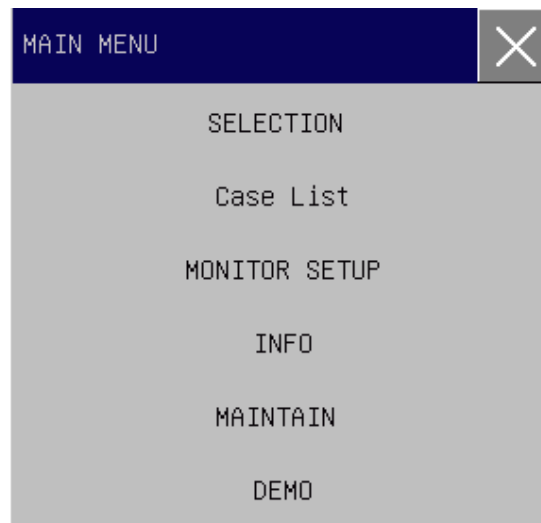 MAIN MENU
SELECTION
Case List
MONITOR SETUP
INFO
MAINTAIN
DEMO